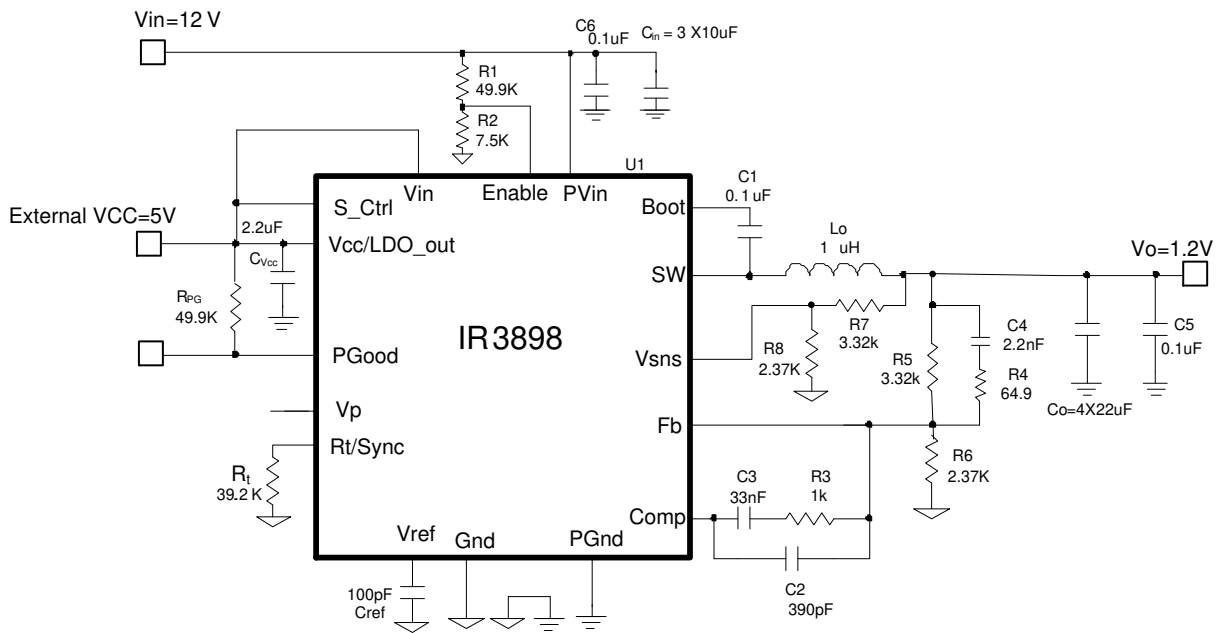 Vin=12 V
C6
0.1uF
Cin = 3 X10uF
R1
49.9K
R2
7.5K
U1
Vin
Enable
PVin
C1
0.1uF
Boot
S_Ctrl
External VCC=5V
2.2uF
Vcc/LDO_out
CVcc
Lo
1 uH
Vo=1.2V
SW
RPG
49.9K
IR3898
R7
3.32k
C4
2.2nF
C5
0.1uF
PGood
Vsns
R8
2.37K
R5
3.32k
R4
64.9
Co=4X22uF
Vp
Fb
Rt/Sync
R6
2.37K
Rt
39.2 K
C3
33nF
R3
1k
Comp
Vref
Gnd
PGnd
100pF
Cref
C2
390pF